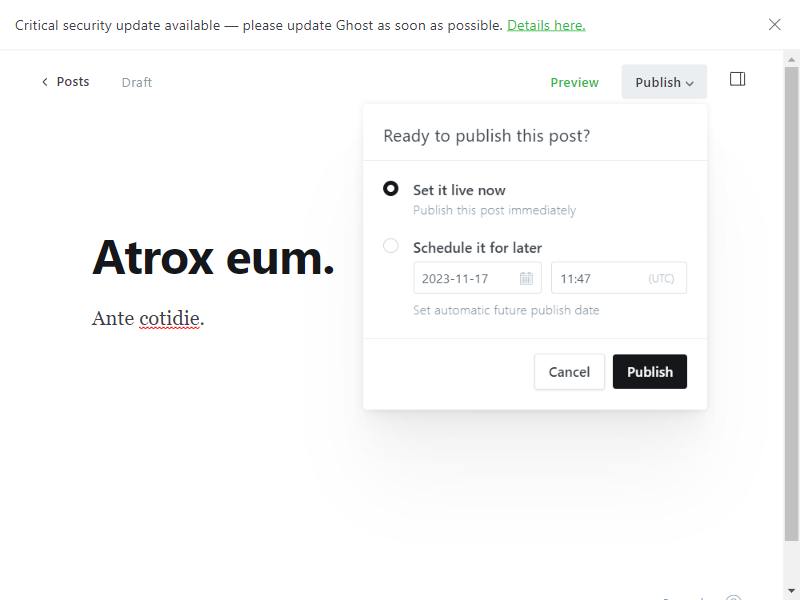 Critical security update available — please update Ghost as soon as possible. Details here.
Posts
Draft
Preview
Publish
Ready to publish this post?
Set it live now
Publish this post immediately
Schedule it for later
2023-11-17
11:47
(UTC)
Set automatic future publish date
Cancel
Publish
Atrox eum.
Ante cotidie.